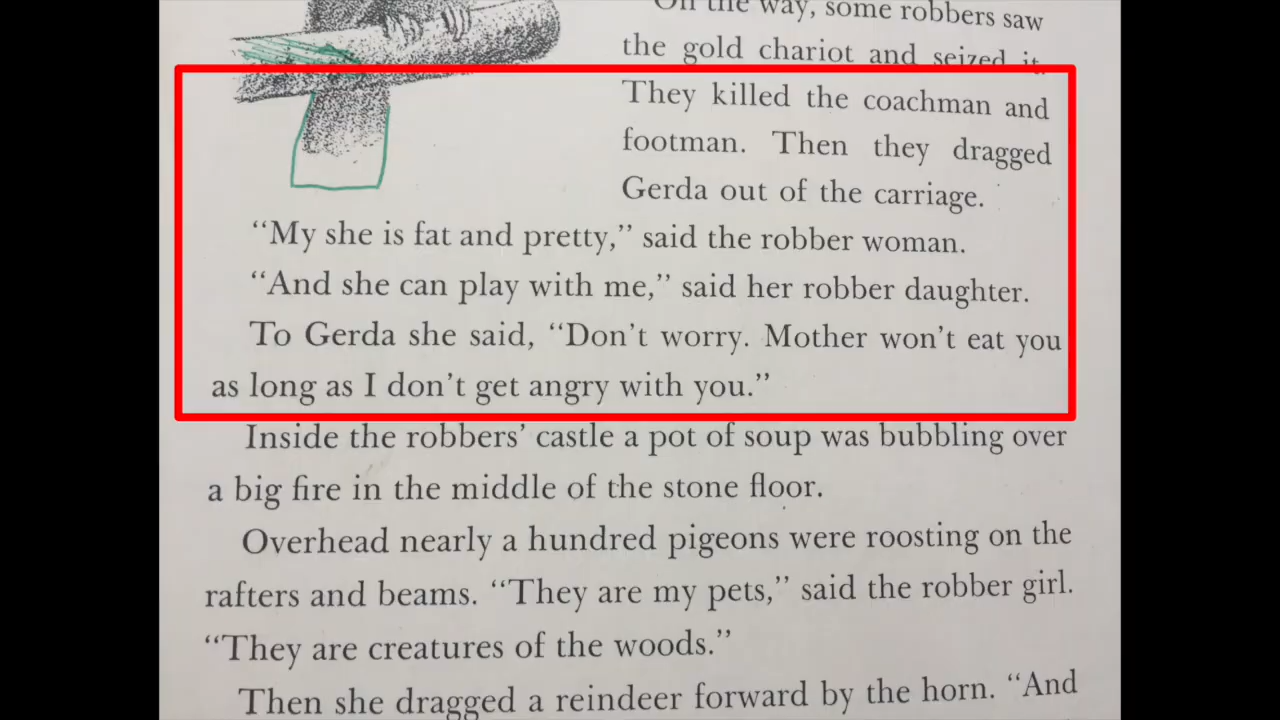 On the way, some robbers saw
the gold chariot and seized it.
They killed the coachman and
footman. Then they dragged
Gerda out of the carriage.
“My she is fat and pretty,” said the robber woman.
“And she can play with me,” said her robber daughter.
To Gerda she said, “Don’t worry. Mother won’t eat you
as long as I don’t get angry with you.”
Inside the robbers’ castle a pot of soup was bubbling over
a big fire in the middle of the stone floor.
Overhead nearly a hundred pigeons were roosting on the
rafters and beams. “They are my pets,” said the robber girl.
“They are creatures of the woods.”
Then she dragged a reindeer forward by the horn. “And